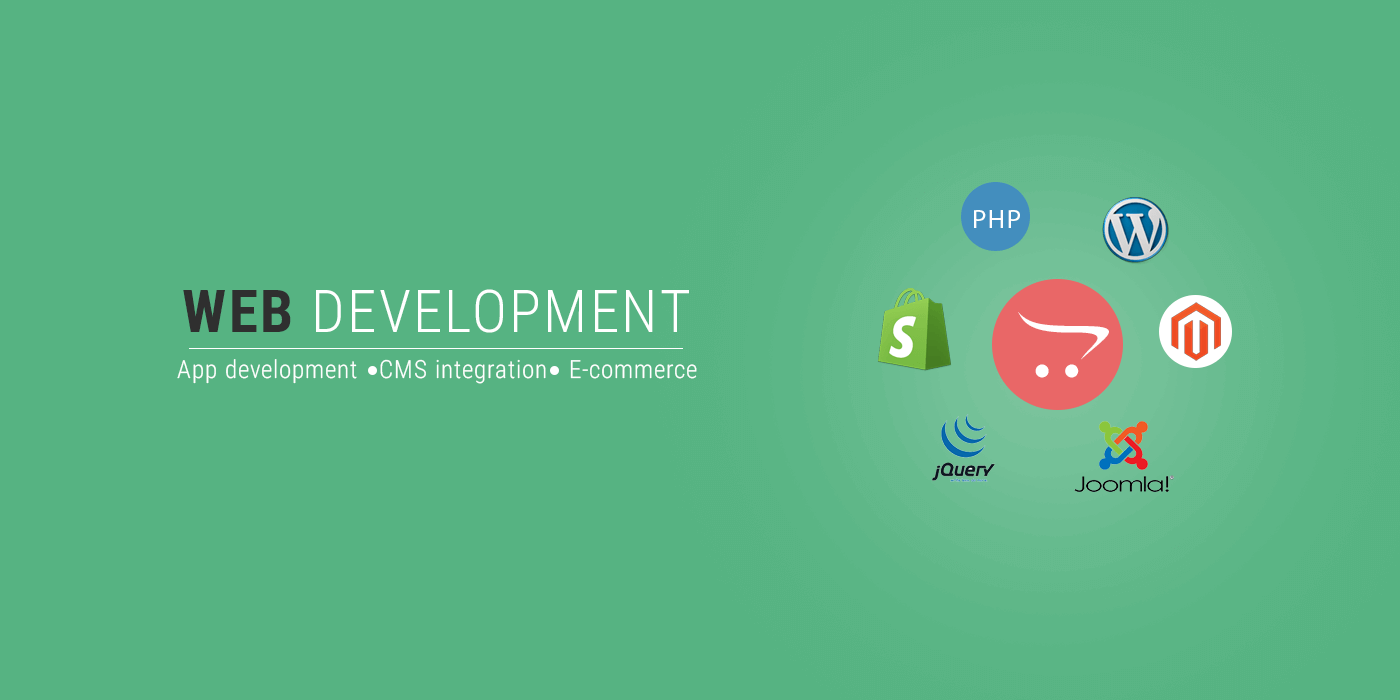 WEB DEVELOPMENT
App development •CMS integration• E-commerce
PHP
W
S
jQuery
Joomla!